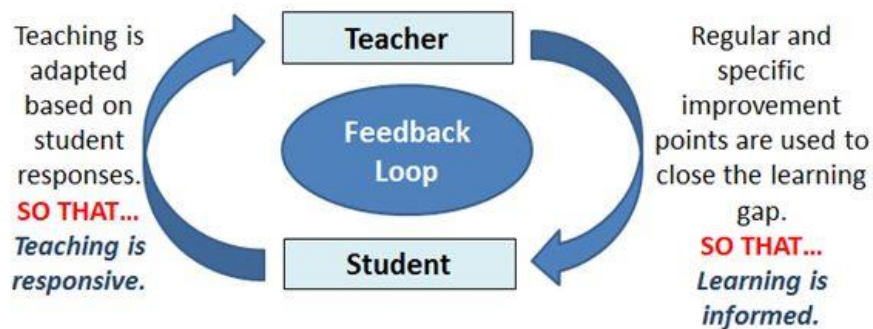 Teaching is
adapted
based on
student
responses.
SO THAT...
Teaching is
responsive.
Teacher
Feedback
Loop
Student
Regular and
specific
improvement
points are used to
close the learning
gap.
SO THAT...
Learning is
informed.